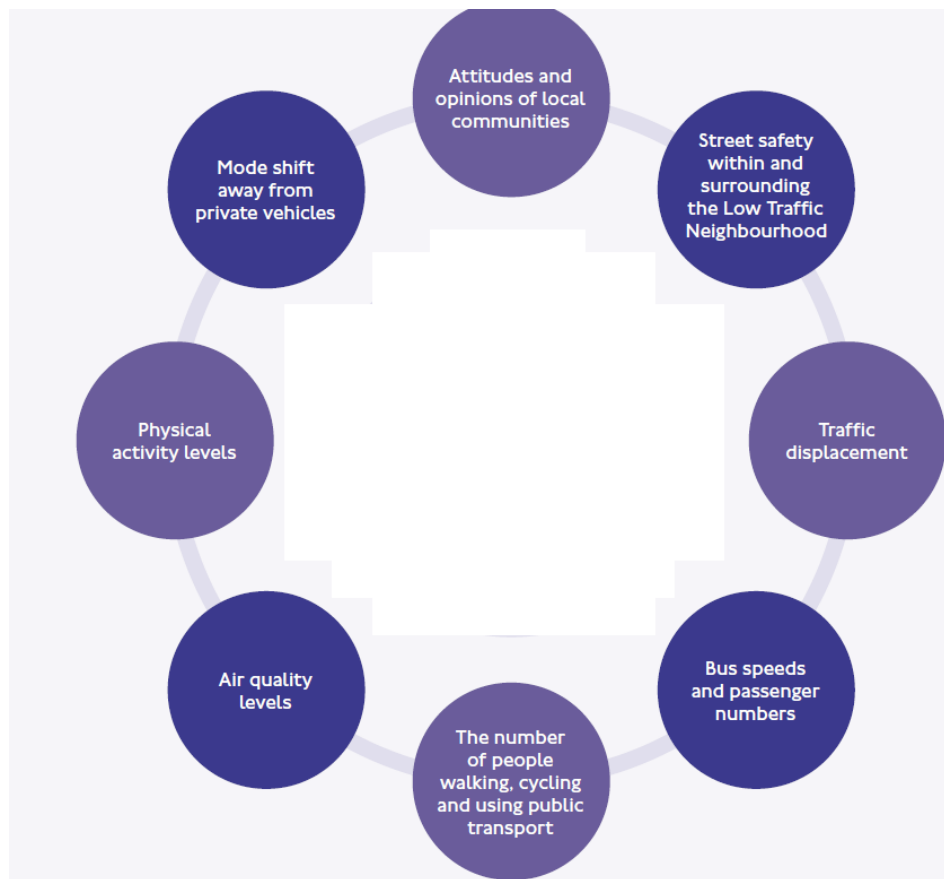 Attitudes and
opinions of local
communities
Street safety
within and
surrounding
the Low Traffic
Neighbourhood
Traffic
displacement
Bus speeds
and passenger
numbers
The number
of people
walking, cycling
and using public
transport
Air quality
levels
Physical
activity levels
Mode shift
away from
private vehicles